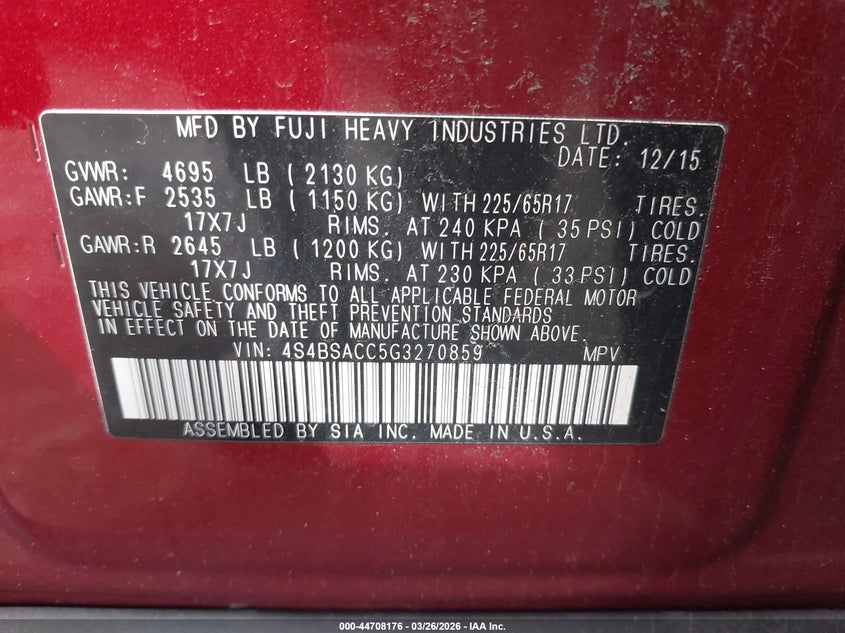 MFD BY FUJI HEAVY INDUSTRIES LTD.
DATE: 12/15
GVWR: 4695 LB ( 2130 KG)
GAWR:F 2535 LB ( 1150 KG) WITH 225/65R17 TIRES.
17X7J RIMS. AT 240 KPA ( 35 PSI) COLD
GAWR:R 2645 LB ( 1200 KG) WITH 225/65R17 TIRES.
17X7J RIMS. AT 230 KPA ( 33 PSI) COLD
THIS VEHICLE CONFORMS TO ALL APPLICABLE FEDERAL MOTOR
VEHICLE SAFETY AND THEFT PREVENTION STANDARDS
IN EFFECT ON THE DATE OF MANUFACTURE SHOWN ABOVE.
VIN: 4S4BSACC5G3270859 MPV
ASSEMBLED BY SIA INC. MADE IN U.S.A.
000-44708176 - 03/26/2026 - IAA Inc.